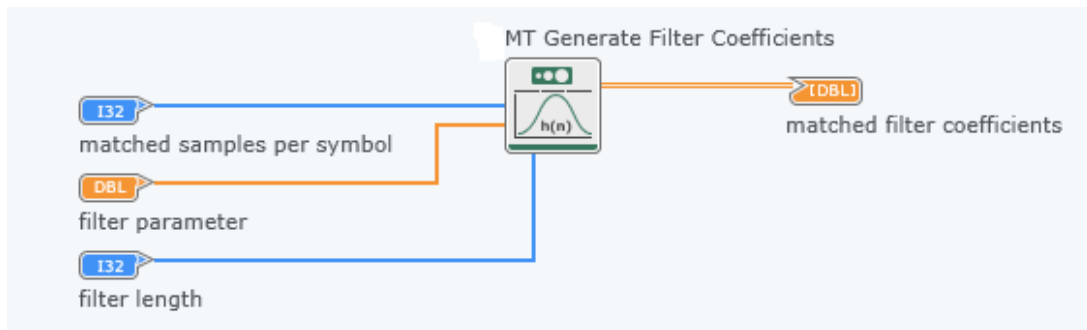 MT Generate Filter Coefficients
I32
matched samples per symbol
DBL
filter parameter
I32
filter length
h(n)
[DBL]
matched filter coefficients